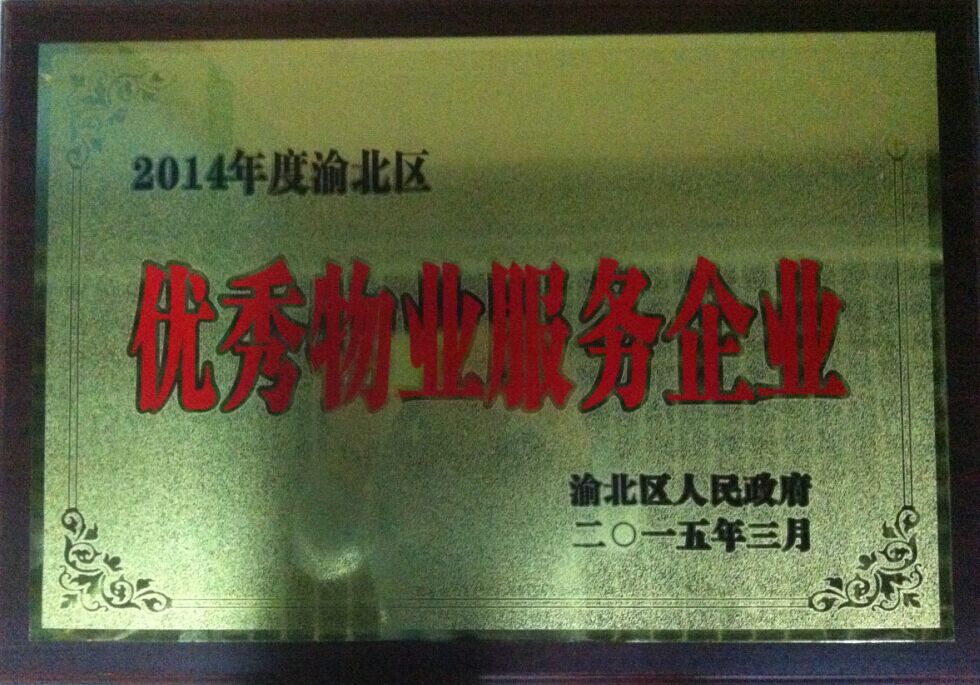 2014年度渝北区
优秀物业服务企业
渝北区人民政府
二〇一五年三月